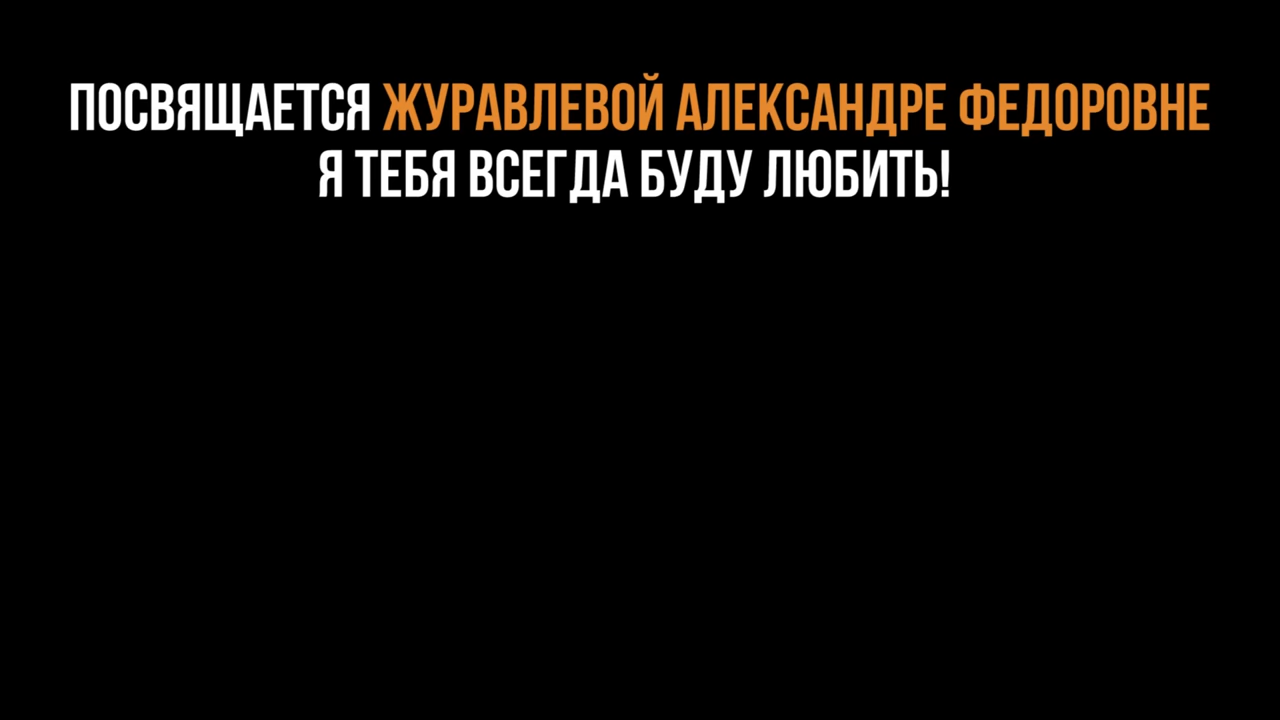 ПОСВЯЩАЕТСЯ ЖУРАВЛЕВОЙ АЛЕКСАНДРЕ ФЕДОРОВНЕ
Я ТЕБЯ ВСЕГДА БУДУ ЛЮБИТЬ!